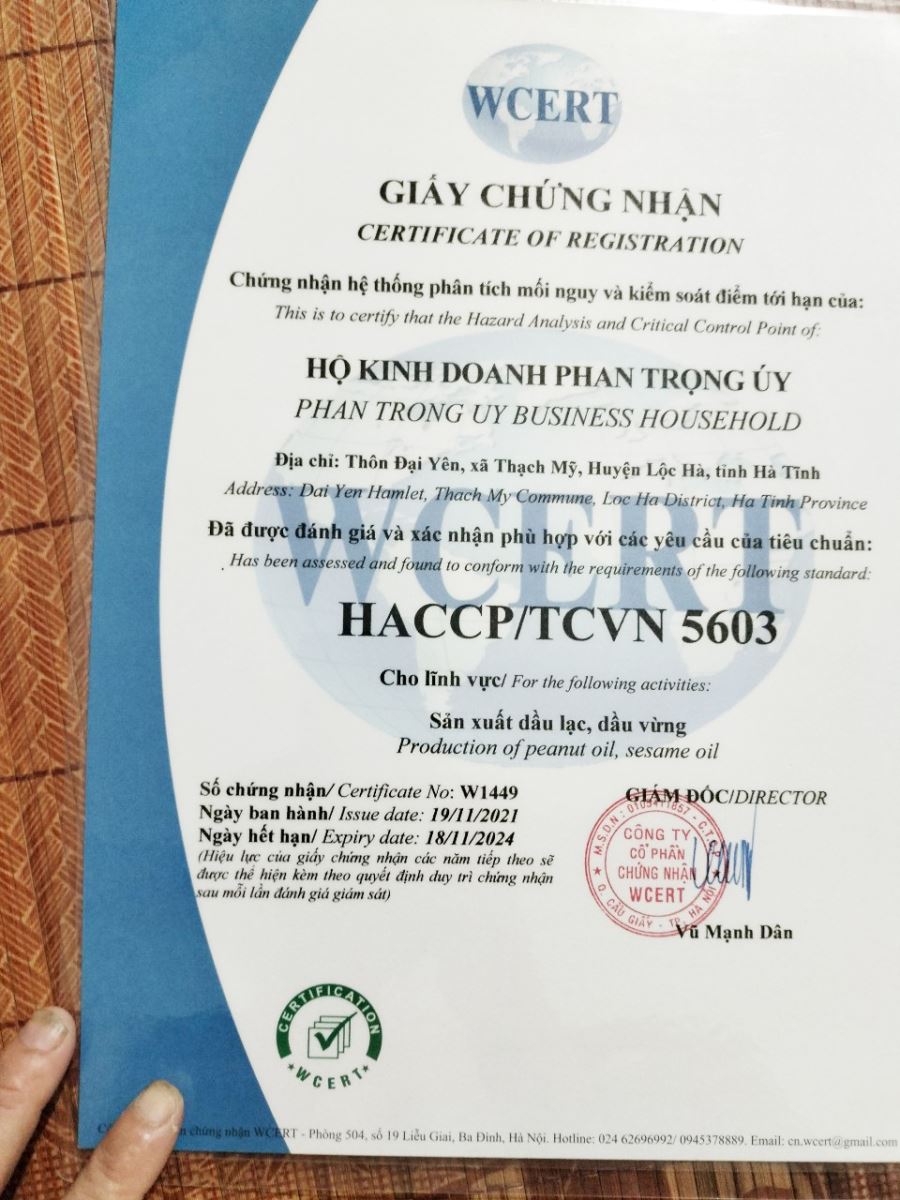 WCERT
GIẤY CHỨNG NHẬN
CERTIFICATE OF REGISTRATION
Chứng nhận hệ thống phân tích mối nguy và kiểm soát điểm tới hạn của:
This is to certify that the Hazard Analysis and Critical Control Point of:
HỘ KINH DOANH PHAN TRỌNG ÚY
PHAN TRONG UY BUSINESS HOUSEHOLD
Địa chỉ: Thôn Đại Yên, xã Thạch Mỹ, Huyện Lộc Hà, tỉnh Hà Tĩnh
Address: Dai Yen Hamlet, Thach My Commune, Loc Ha District, Ha Tinh Province
WCERT
Đã được đánh giá và xác nhận phù hợp với các yêu cầu của tiêu chuẩn:
Has been assessed and found to conform with the requirements of the following standard:
HACCP/TCVN 5603
Cho lĩnh vực/ For the following activities:
Sản xuất dầu lạc, dầu vừng
Production of peanut oil, sesame oil
Số chứng nhận/ Certificate No: W1449
Ngày ban hành/ Issue date: 19/11/2021
Ngày hết hạn/ Expiry date: 18/11/2024
(Hiệu lực của giấy chứng nhận các năm tiếp theo sẽ
được thể hiện kèm theo quyết định duy trì chứng nhận
sau mỗi lần đánh giá giám sát)
GIÁM ĐỐC/DIRECTOR
M.S.D.N: - C.T.C.P
CÔNG TY
CỔ PHẦN
CHỨNG NHẬN
WCERT
Q. CẦU GIẤY - TP. HÀ NỘI
Vũ Mạnh Dân
CERTIFICATION
WCERT
chứng nhận WCERT - Phòng 504, số 19 Liễu Giai, Ba Đình, Hà Nội. Hotline: 024 62696992/ 0945378889. Email: cn.wcert@gmail.com